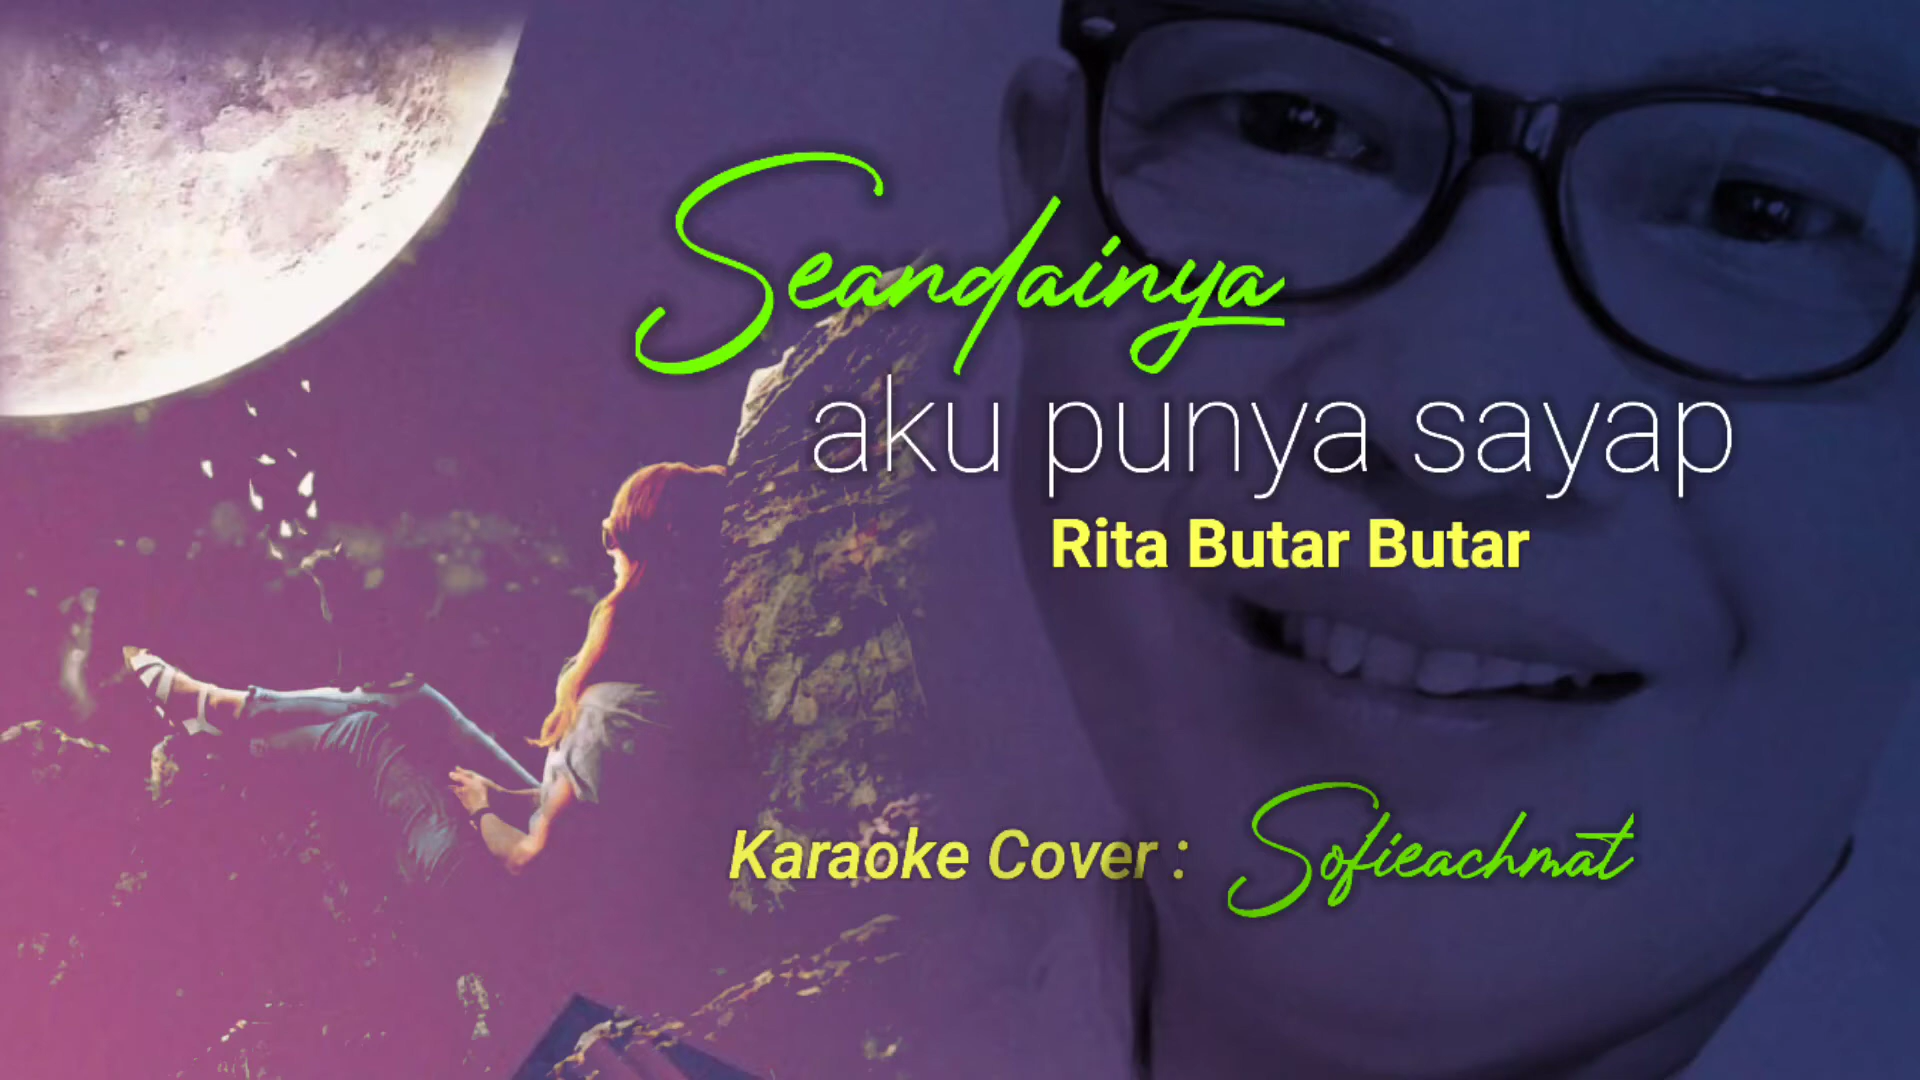 Seandainya
aku punya sayap
Rita Butar Butar
Karaoke Cover : Sofieachmat